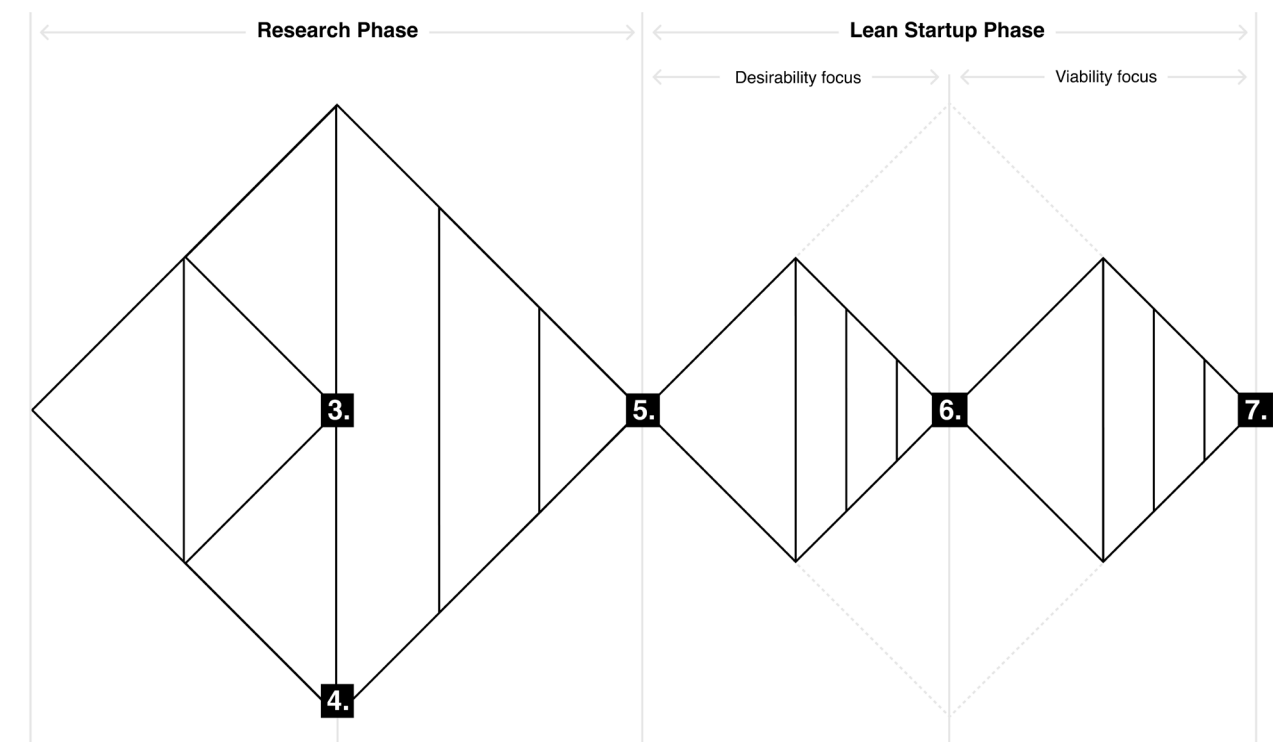 Research Phase
Lean Startup Phase
Desirability focus
Viability focus
3.
5.
6.
7.
4.